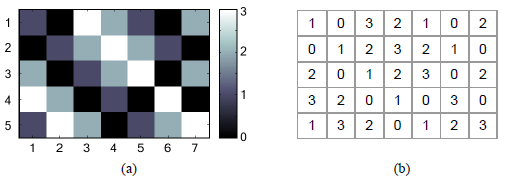 1
2
3
4
5
1 2 3 4 5 6 7
3
2
1
0
(a)
1 0 3 2 1 0 2
0 1 2 3 2 1 0
2 0 1 2 3 0 2
3 2 0 1 0 3 0
1 3 2 0 1 2 3
(b)